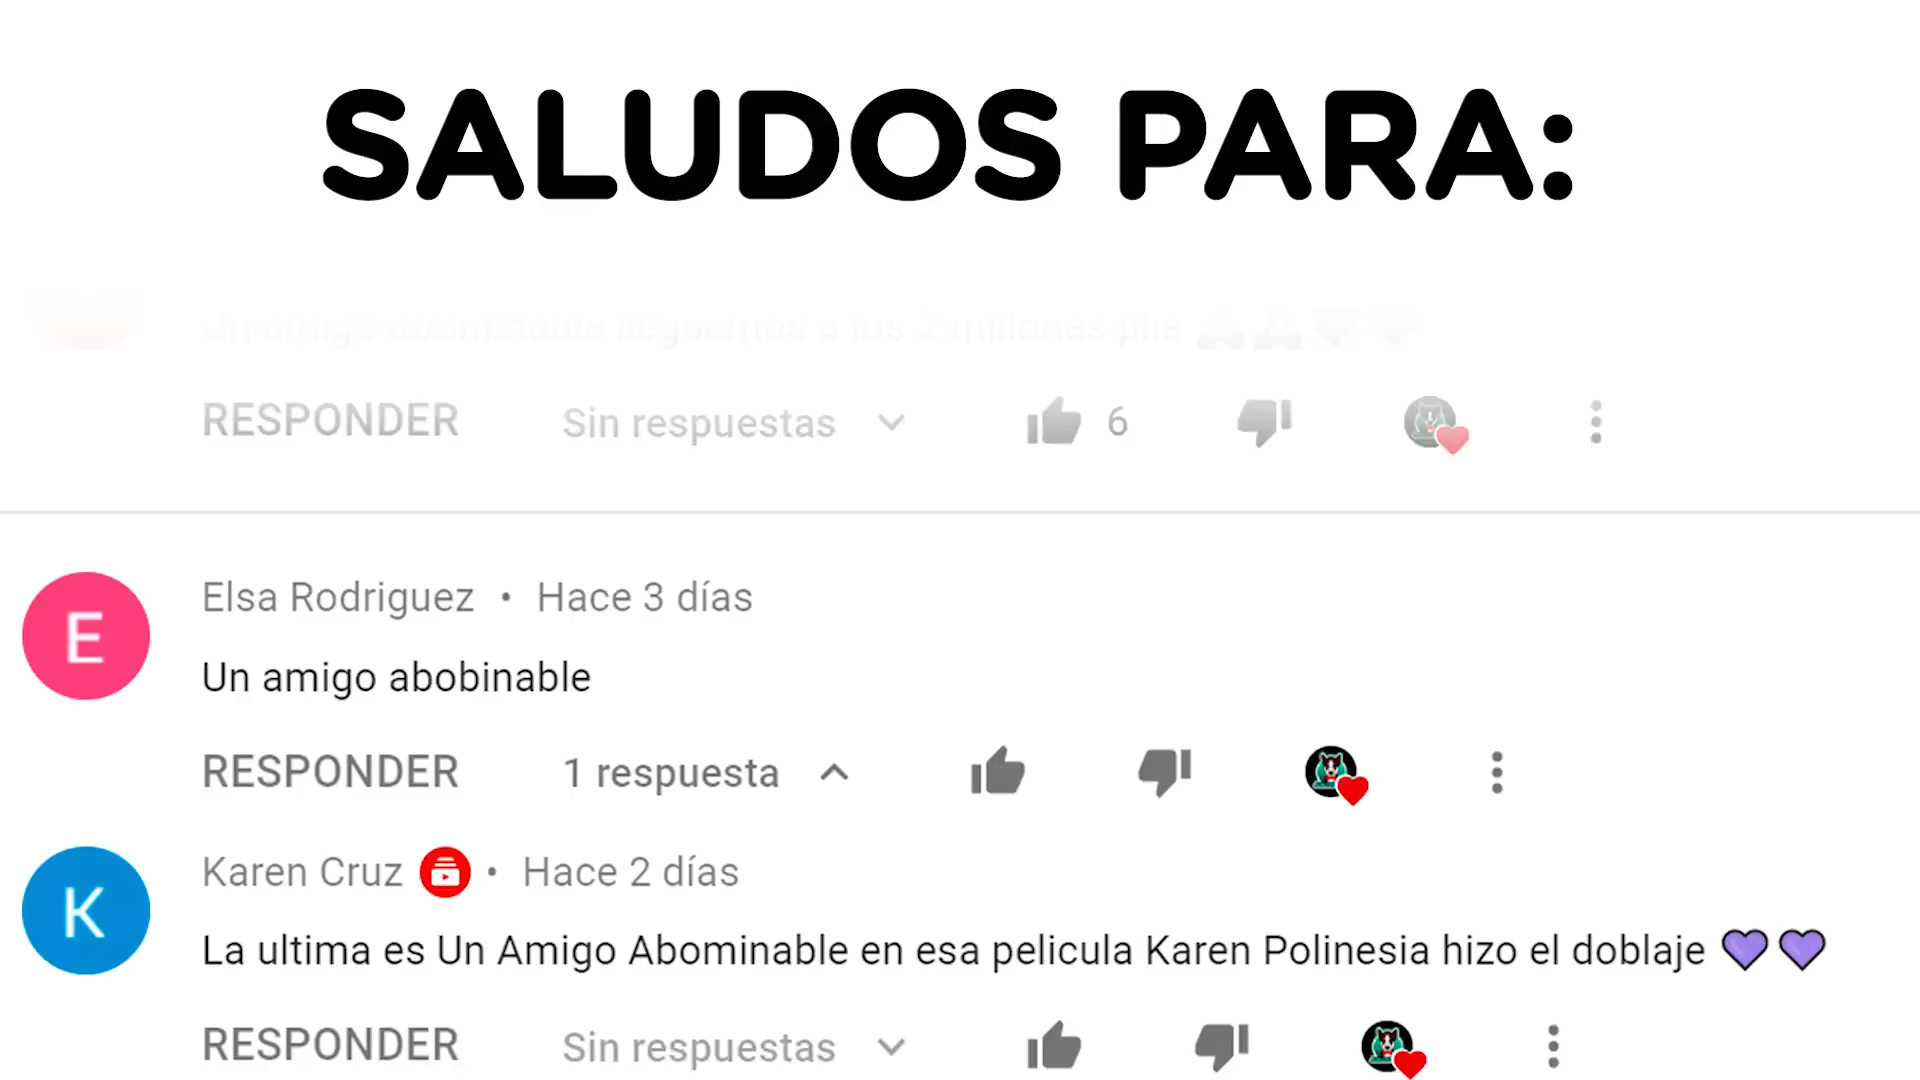 SALUDOS PARA:
Un amigo abominable lleguemos a los 2 millones plis
RESPONDER Sin respuestas 6
E
Elsa Rodriguez • Hace 3 días
Un amigo abobinable
RESPONDER 1 respuesta
K
Karen Cruz • Hace 2 días
La ultima es Un Amigo Abominable en esa pelicula Karen Polinesia hizo el doblaje 💜💜
RESPONDER Sin respuestas